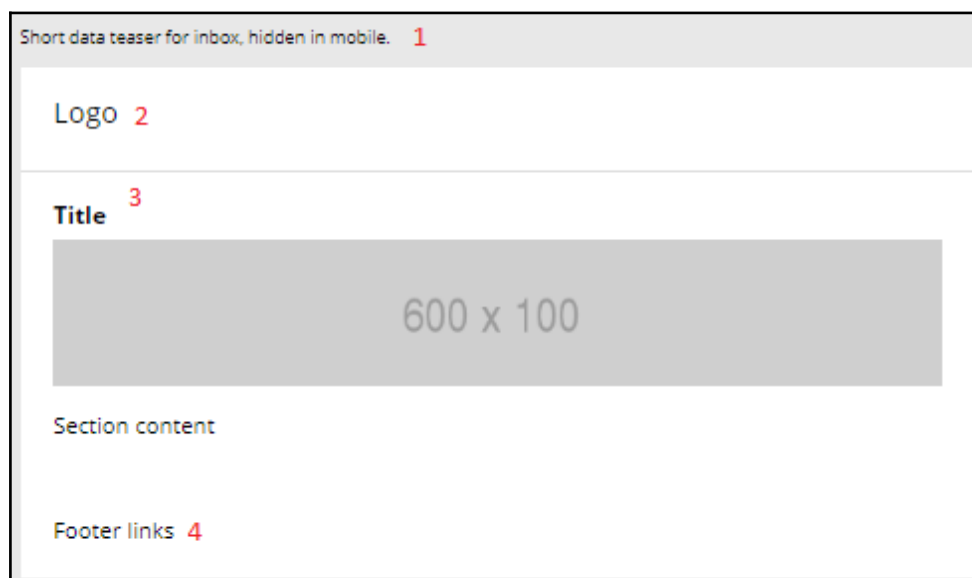 Short data teaser for inbox, hidden in mobile. 1
Logo 2
3
Title
600 x 100
Section content
Footer links 4